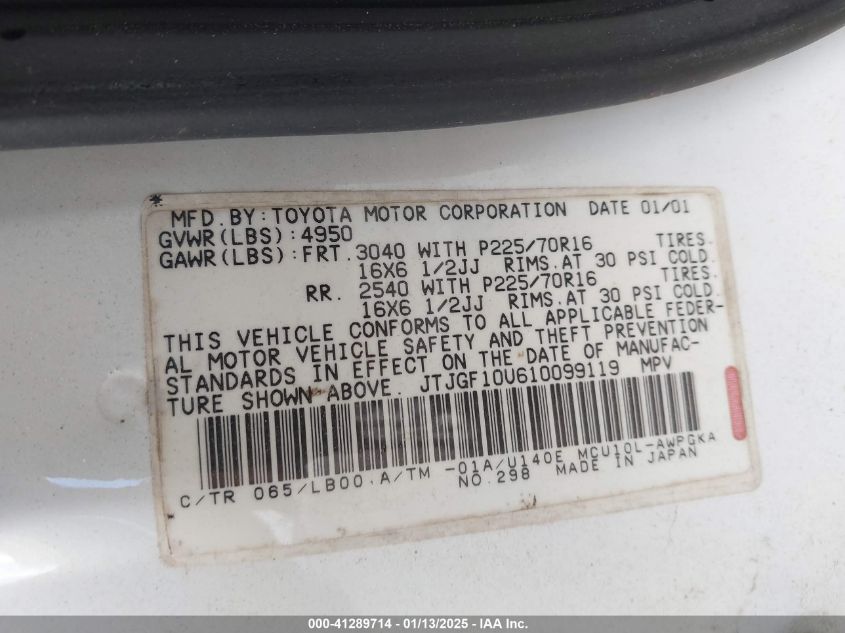 MFD. BY: TOYOTA MOTOR CORPORATION DATE 01/01
GVWR(LBS):4950
GAWR(LBS):FRT. 3040 WITH P225/70R16 TIRES.
16X6 1/2JJ RIMS.AT 30 PSI COLD.
RR. 2540 WITH P225/70R16 TIRES.
16X6 1/2JJ RIMS.AT 30 PSI COLD.
THIS VEHICLE CONFORMS TO ALL APPLICABLE FEDER-
AL MOTOR VEHICLE SAFETY AND THEFT PREVENTION
STANDARDS IN EFFECT ON THE DATE OF MANUFAC-
TURE SHOWN ABOVE. JTJGF10U610099119 MPV
C/TR 065/LB00 A/TM -01A/U140E MCU10L-AWPGKA
NO.298 MADE IN JAPAN
000-41289714 - 01/13/2025 - IAA Inc.